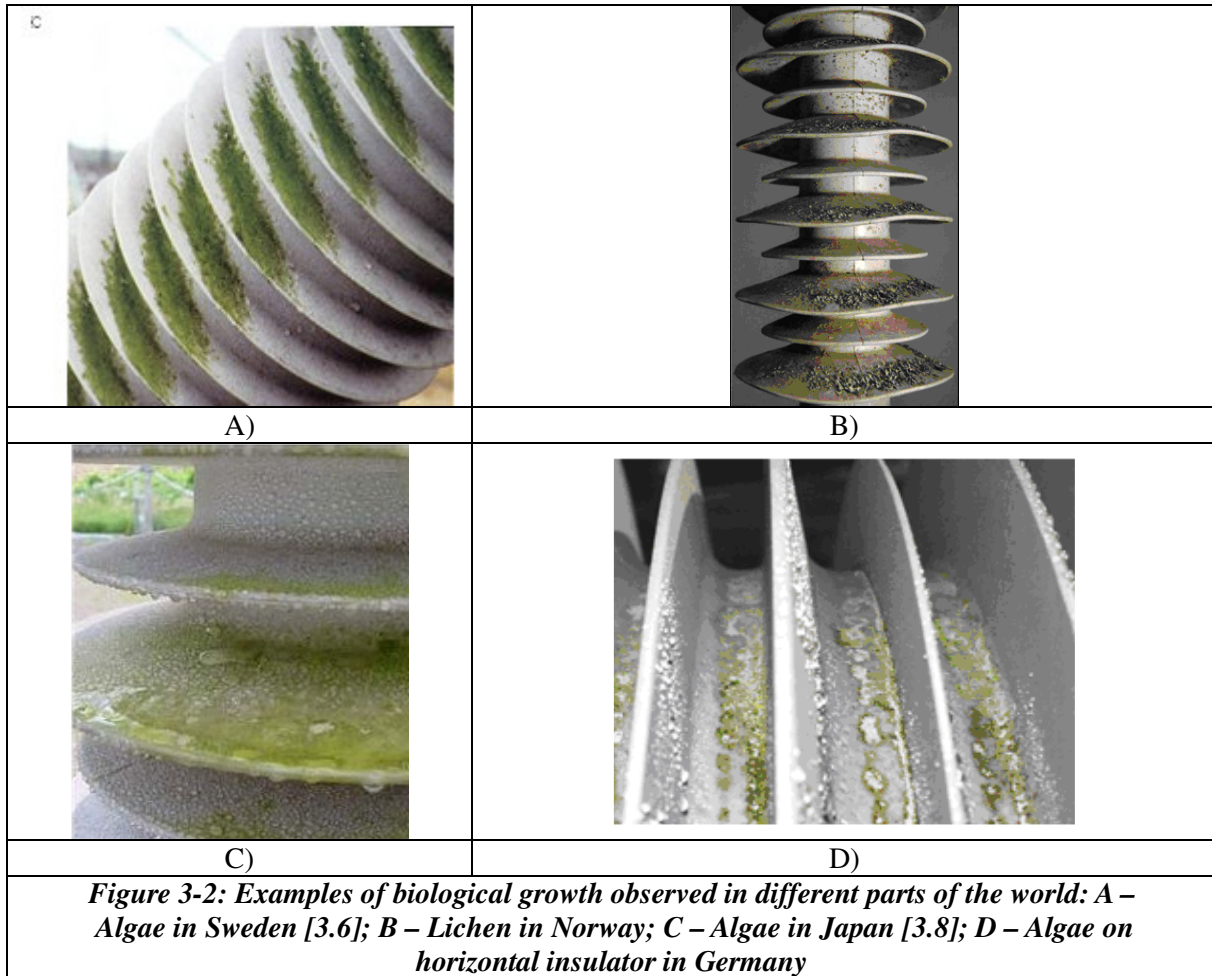 C
A)
B)
C)
D)
Figure 3-2: Examples of biological growth observed in different parts of the world: A –
Algae in Sweden [3.6]; B – Lichen in Norway; C – Algae in Japan [3.8]; D – Algae on
horizontal insulator in Germany